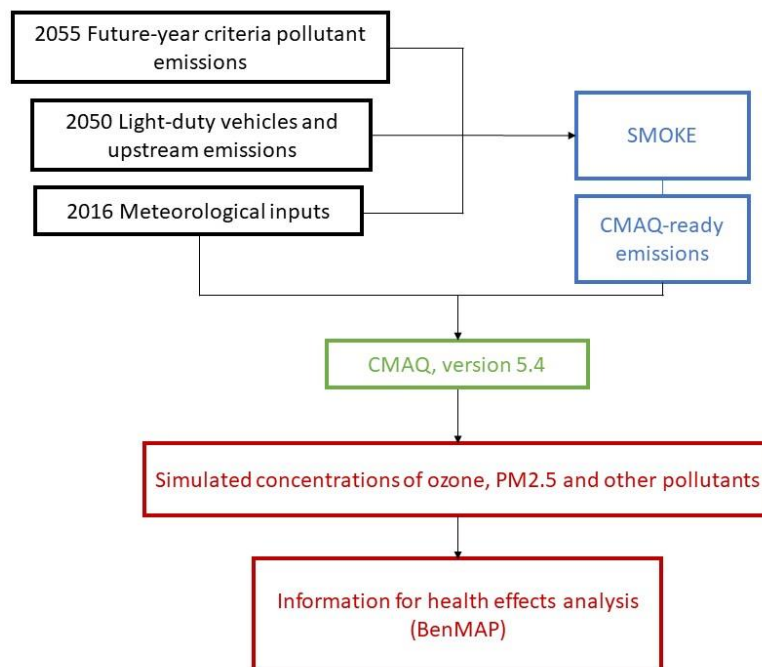 2055 Future-year criteria pollutant
emissions
2050 Light-duty vehicles and
upstream emissions
SMOKE
2016 Meteorological inputs
CMAQ-ready
emissions
CMAQ, version 5.4
Simulated concentrations of ozone, PM2.5 and other pollutants
Information for health effects analysis
(BenMAP)